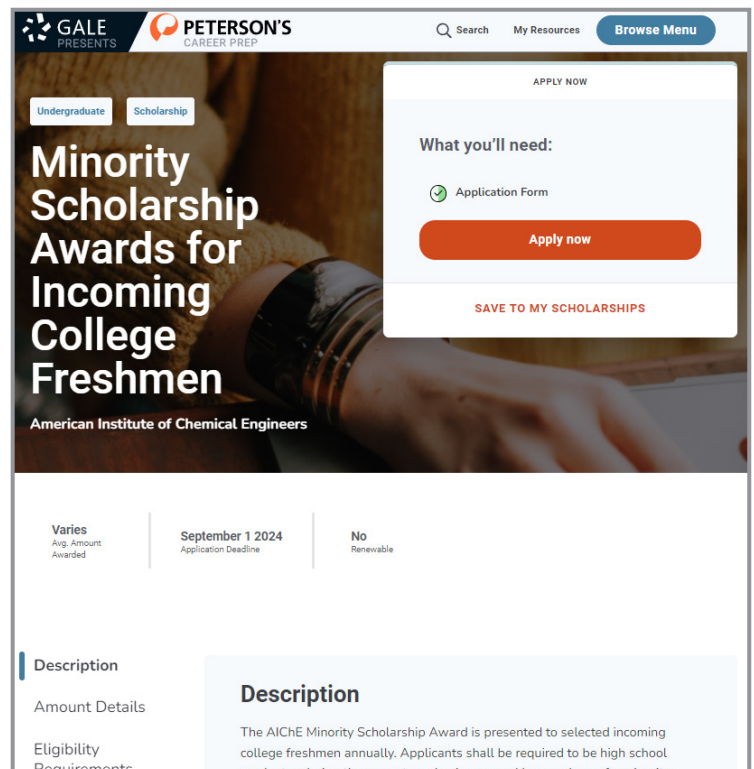 GALE
PRESENTS
PETERSON'S
CAREER PREP
Search
My Resources
Browse Menu
Undergraduate
Scholarship
Minority
Scholarship
Awards for
Incoming
College
Freshmen
American Institute of Chemical Engineers
APPLY NOW
What you'll need:
Application Form
Apply now
SAVE TO MY SCHOLARSHIPS
Varies
Avg. Amount
Awarded
September 1 2024
Application Deadline
No
Renewable
Description
Amount Details
Eligibility
Requirements
Description
The AIChE Minority Scholarship Award is presented to selected incoming
college freshmen annually. Applicants shall be required to be high school